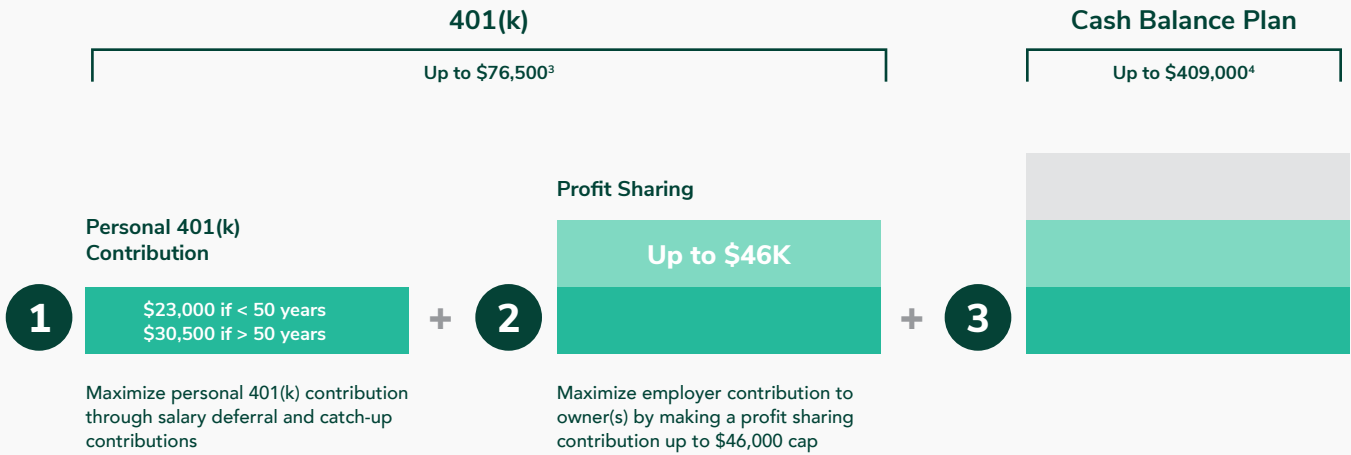 401(k)
Up to $76,500³
Cash Balance Plan
Up to $409,000⁴
1
Personal 401(k)
Contribution
$23,000 if < 50 years
$30,500 if > 50 years
Maximize personal 401(k) contribution
through salary deferral and catch-up
contributions
+
2
Profit Sharing
Up to $46K
Maximize employer contribution to
owner(s) by making a profit sharing
contribution up to $46,000 cap
+
3